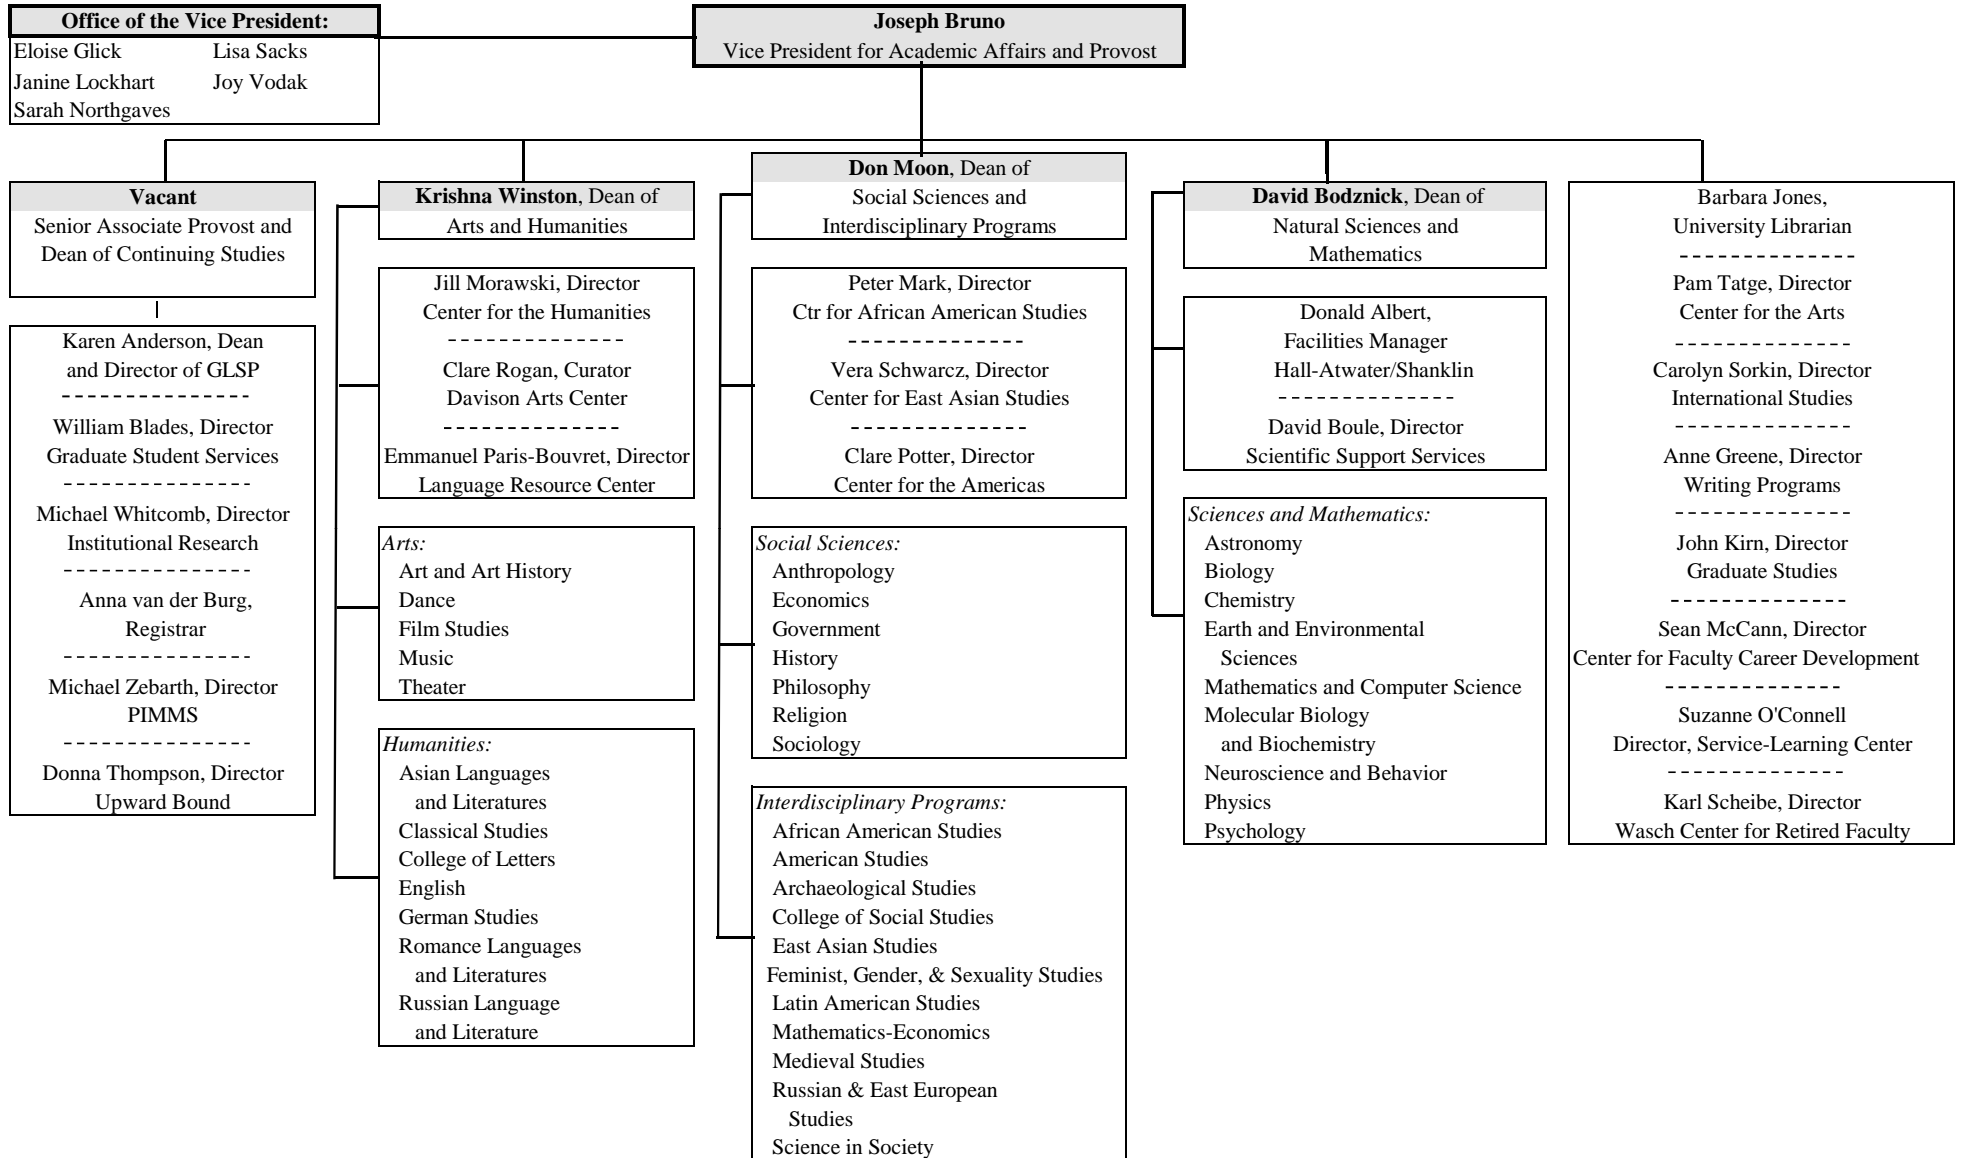 Office of the Vice President:
Eloise Glick Lisa Sacks
Janine Lockhart Joy Vodak
Sarah Northgaves
Joseph Bruno
Vice President for Academic Affairs and Provost
Vacant
Senior Associate Provost and
Dean of Continuing Studies
Karen Anderson, Dean
and Director of GLSP
--------------
William Blades, Director
Graduate Student Services
--------------
Michael Whitcomb, Director
Institutional Research
--------------
Anna van der Burg,
Registrar
--------------
Michael Zebarth, Director
PIMMS
--------------
Donna Thompson, Director
Upward Bound
Krishna Winston, Dean of
Arts and Humanities
Jill Morawski, Director
Center for the Humanities
--------------
Clare Rogan, Curator
Davison Arts Center
--------------
Emmanuel Paris-Bouvret, Director
Language Resource Center
Arts:
Art and Art History
Dance
Film Studies
Music
Theater
Humanities:
Asian Languages
and Literatures
Classical Studies
College of Letters
English
German Studies
Romance Languages
and Literatures
Russian Language
and Literature
Don Moon, Dean of
Social Sciences and
Interdisciplinary Programs
Peter Mark, Director
Ctr for African American Studies
--------------
Vera Schwarcz, Director
Center for East Asian Studies
--------------
Clare Potter, Director
Center for the Americas
Social Sciences:
Anthropology
Economics
Government
History
Philosophy
Religion
Sociology
Interdisciplinary Programs:
African American Studies
American Studies
Archaeological Studies
College of Social Studies
East Asian Studies
Feminist, Gender, & Sexuality Studies
Latin American Studies
Mathematics-Economics
Medieval Studies
Russian & East European
Studies
Science in Society
David Bodznick, Dean of
Natural Sciences and
Mathematics
Donald Albert,
Facilities Manager
Hall-Atwater/Shanklin
--------------
David Boule, Director
Scientific Support Services
Sciences and Mathematics:
Astronomy
Biology
Chemistry
Earth and Environmental
Sciences
Mathematics and Computer Science
Molecular Biology
and Biochemistry
Neuroscience and Behavior
Physics
Psychology
Barbara Jones,
University Librarian
--------------
Pam Tatge, Director
Center for the Arts
--------------
Carolyn Sorkin, Director
International Studies
--------------
Anne Greene, Director
Writing Programs
--------------
John Kirn, Director
Graduate Studies
--------------
Sean McCann, Director
Center for Faculty Career Development
--------------
Suzanne O'Connell
Director, Service-Learning Center
--------------
Karl Scheibe, Director
Wasch Center for Retired Faculty